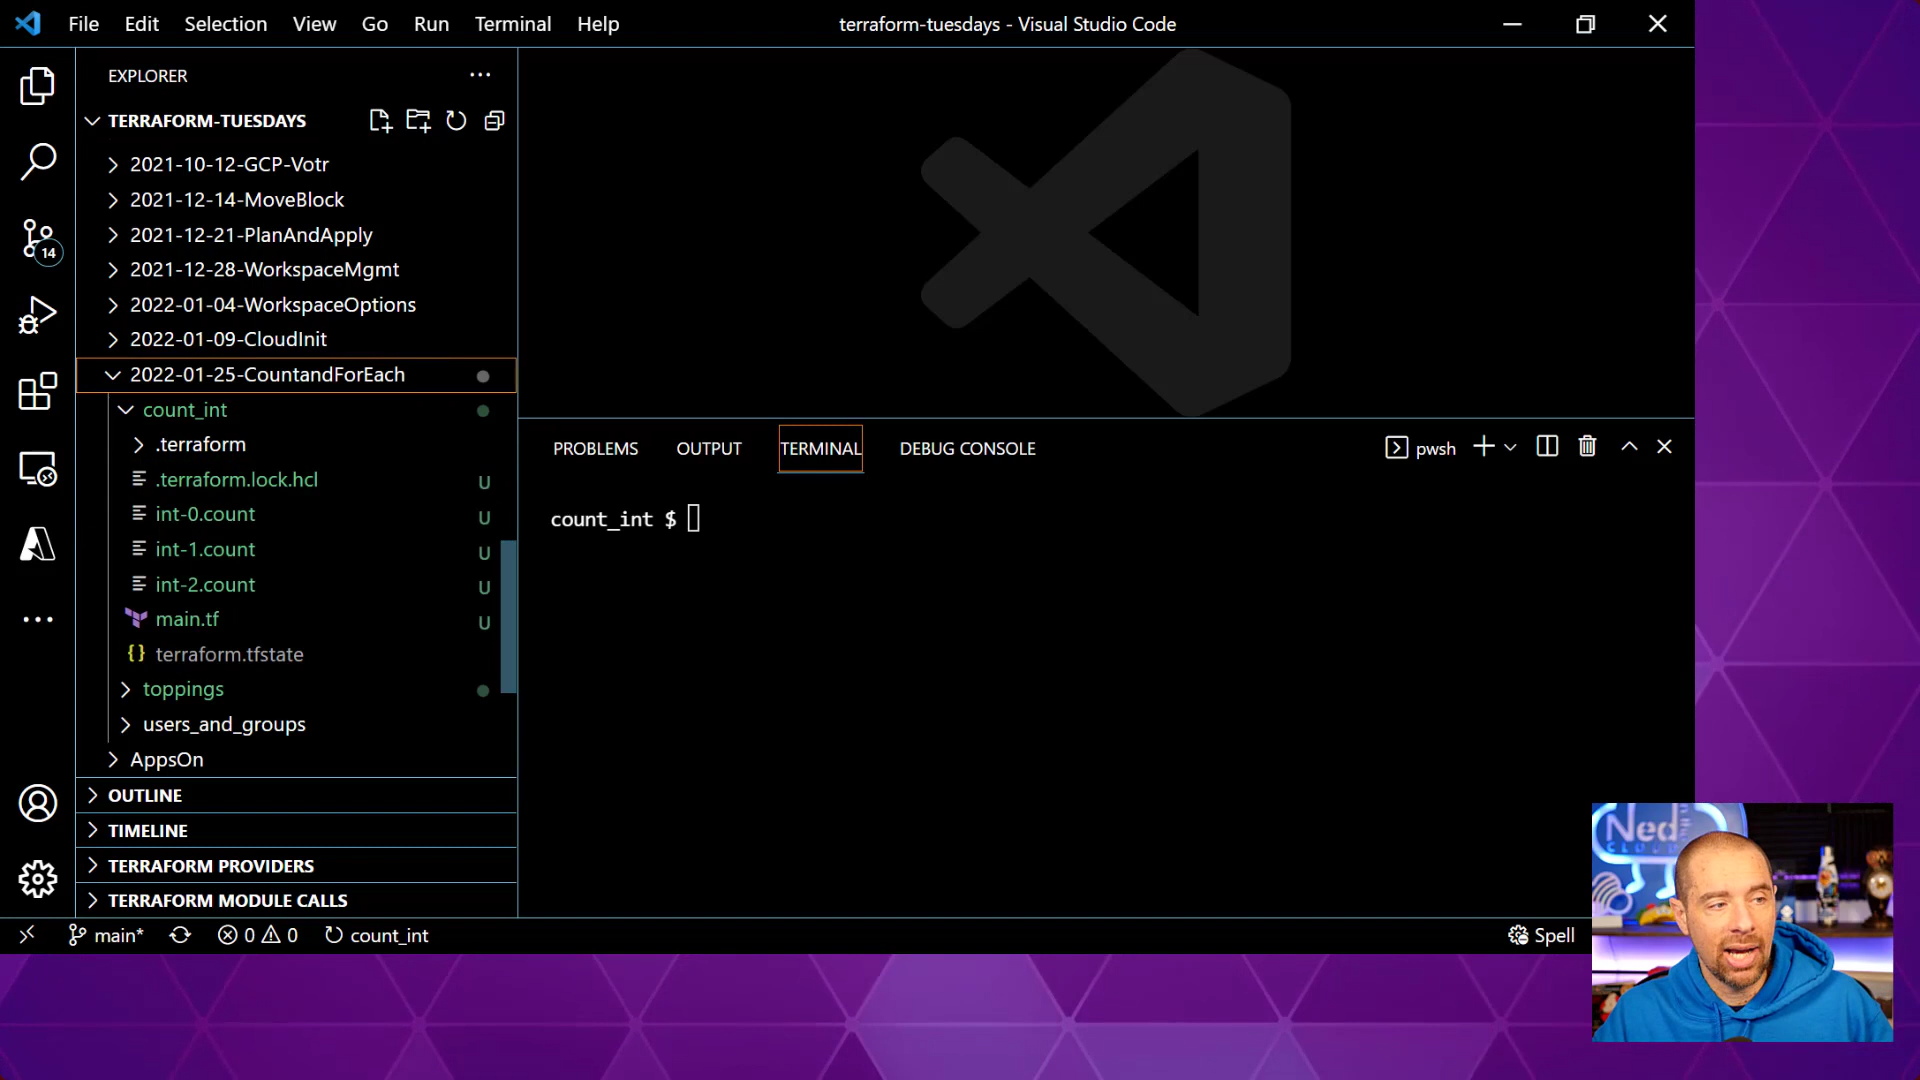 File Edit Selection View Go Run Terminal Help
terraform-tuesdays - Visual Studio Code
EXPLORER
TERRAFORM-TUESDAYS
2021-10-12-GCP-Votr
2021-12-14-MoveBlock
2021-12-21-PlanAndApply
2021-12-28-WorkspaceMgmt
2022-01-04-WorkspaceOptions
2022-01-09-CloudInit
2022-01-25-CountandForEach
count_int
.terraform
.terraform.lock.hcl U
int-0.count U
int-1.count U
int-2.count U
main.tf U
{} terraform.tfstate
toppings
users_and_groups
AppsOn
OUTLINE
TIMELINE
TERRAFORM PROVIDERS
TERRAFORM MODULE CALLS
14
PROBLEMS OUTPUT TERMINAL DEBUG CONSOLE
pwsh
count_int $
main* 0 0 count_int
Spell
Ned